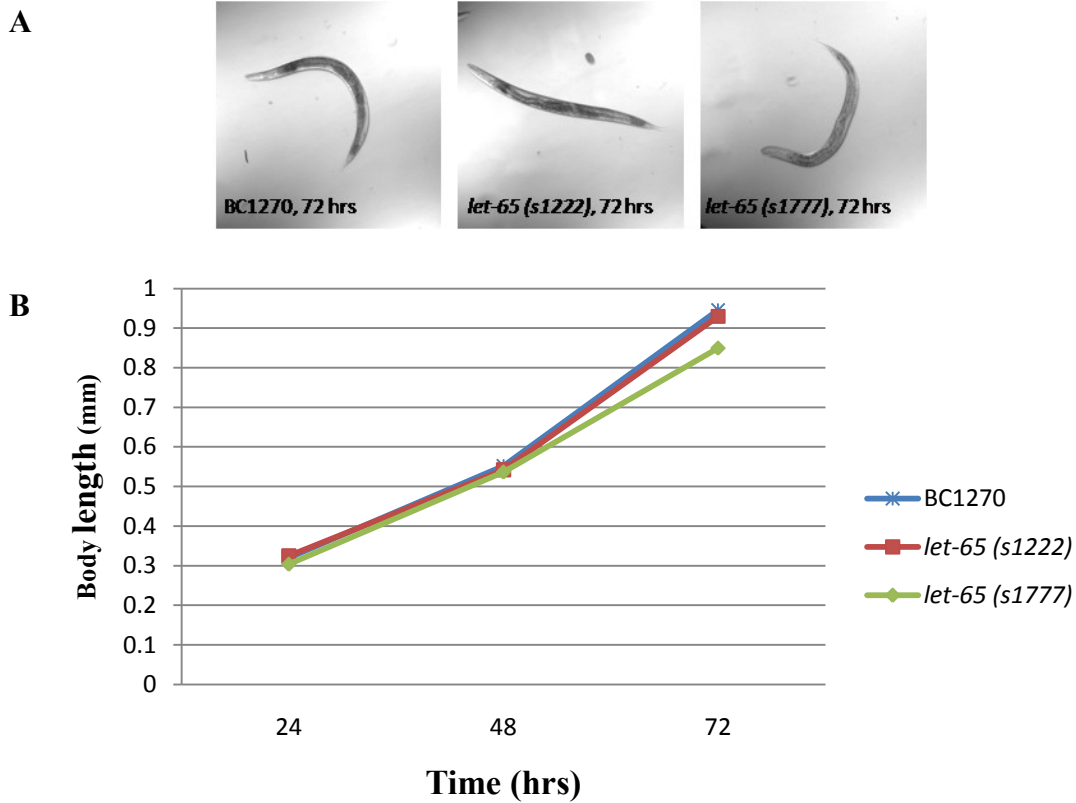 A
BC1270, 72 hrs
let-65 (s1222), 72 hrs
let-65 (s1777), 72 hrs
B
1
0.9
0.8
0.7
0.6
0.5
0.4
0.3
0.2
0.1
0
Body length (mm)
24 48 72
Time (hrs)
BC1270
let-65 (s1222)
let-65 (s1777)